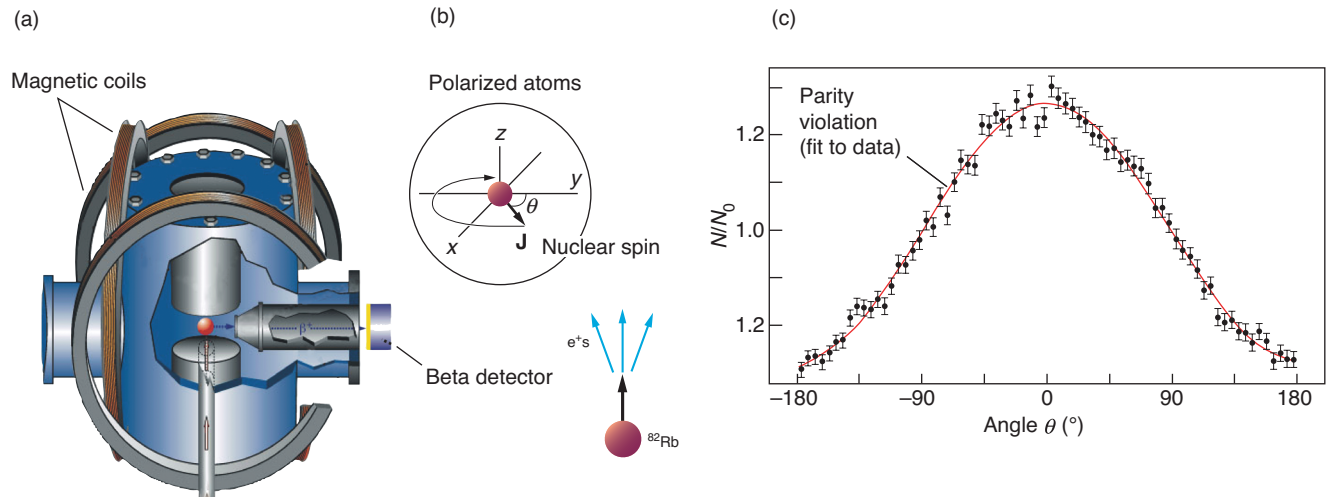 (a)
Magnetic coils
β+
Beta detector
(b)
Polarized atoms
z
y
θ
x
J
Nuclear spin
e+s
82Rb
(c)
Parity
violation
(fit to data)
N/N0
1.2
1.0
1.2
–180
–90
0
90
180
Angle θ (°)